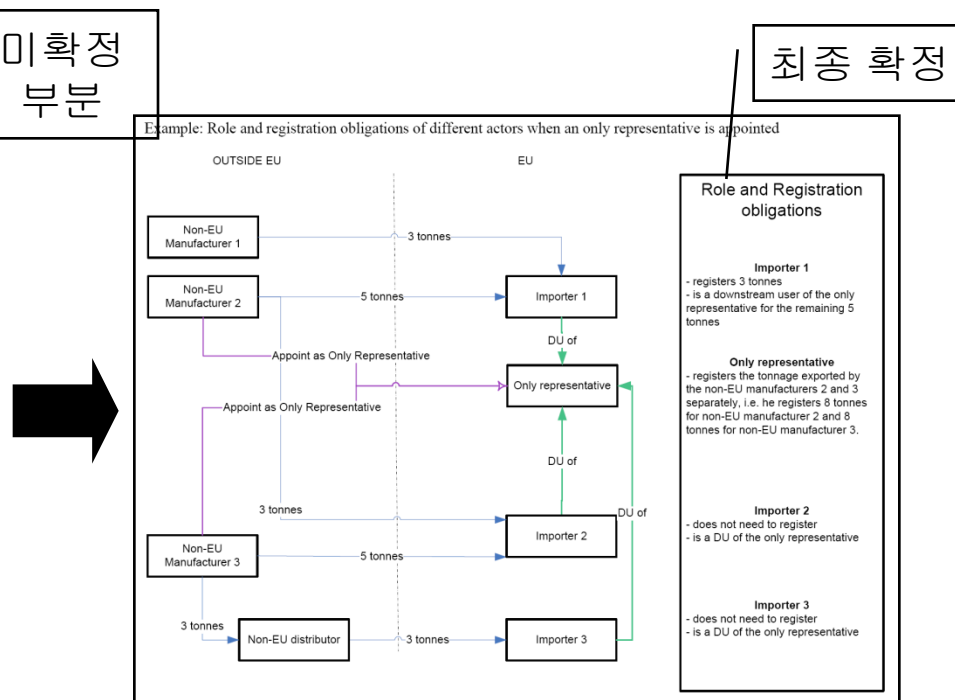 미확정
부분
최종 확정
Example: Role and registration obligations of different actors when an only representative is appointed
OUTSIDE EU
EU
Non-EU
Manufacturer 1
3 tonnes
Non-EU
Manufacturer 2
5 tonnes
Importer 1
DU of
Appoint as Only Representative
Only representative
Appoint as Only Representative
DU of
3 tonnes
DU of
Importer 2
Non-EU
Manufacturer 3
5 tonnes
3 tonnes
Non-EU distributor
3 tonnes
Importer 3
Role and Registration
obligations
Importer 1
- registers 3 tonnes
- is a downstream user of the only
representative for the remaining 5
tonnes
Only representative
- registers the tonnage exported by
the non-EU manufacturers 2 and 3
separately, i.e. he registers 8 tonnes
for non-EU manufacturer 2 and 8
tonnes for non-EU manufacturer 3.
Importer 2
- does not need to register
- is a DU of the only representative
Importer 3
- does not need to register
- is a DU of the only representative